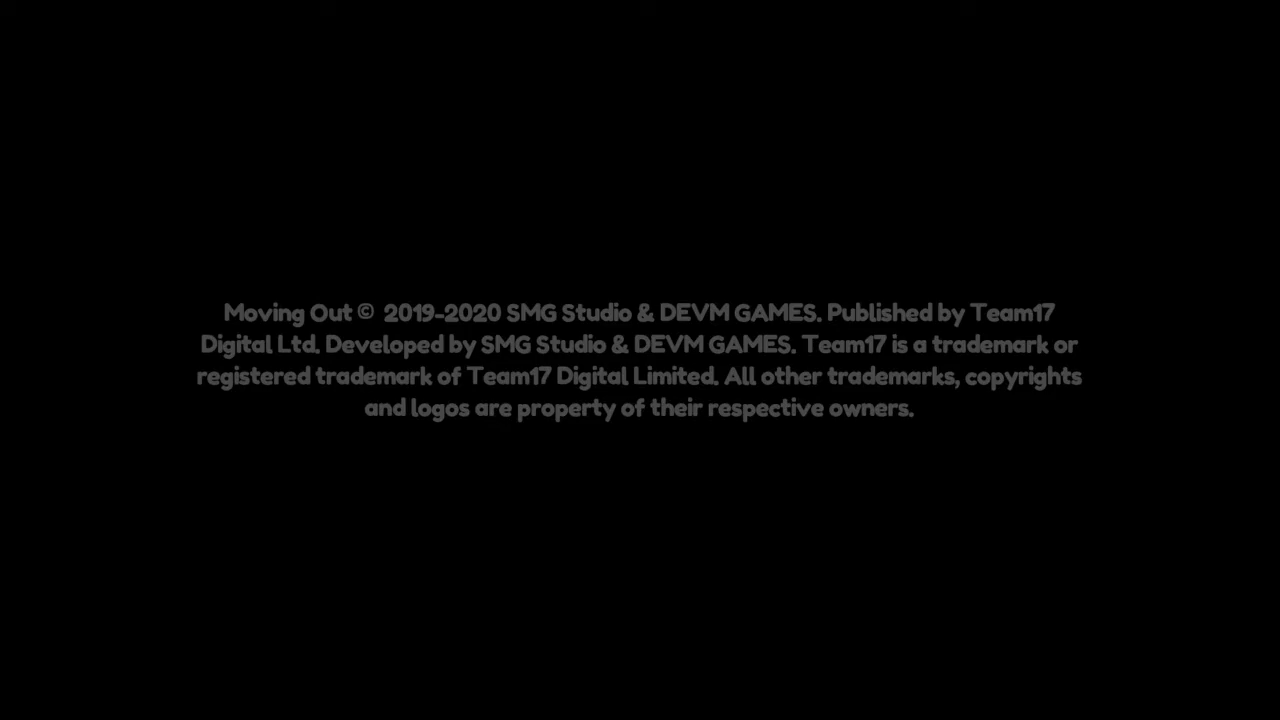 Moving Out ©  2019-2020 SMG Studio & DEVM GAMES. Published by Team17
Digital Ltd. Developed by SMG Studio & DEVM GAMES. Team17 is a trademark or
registered trademark of Team17 Digital Limited. All other trademarks, copyrights
and logos are property of their respective owners.